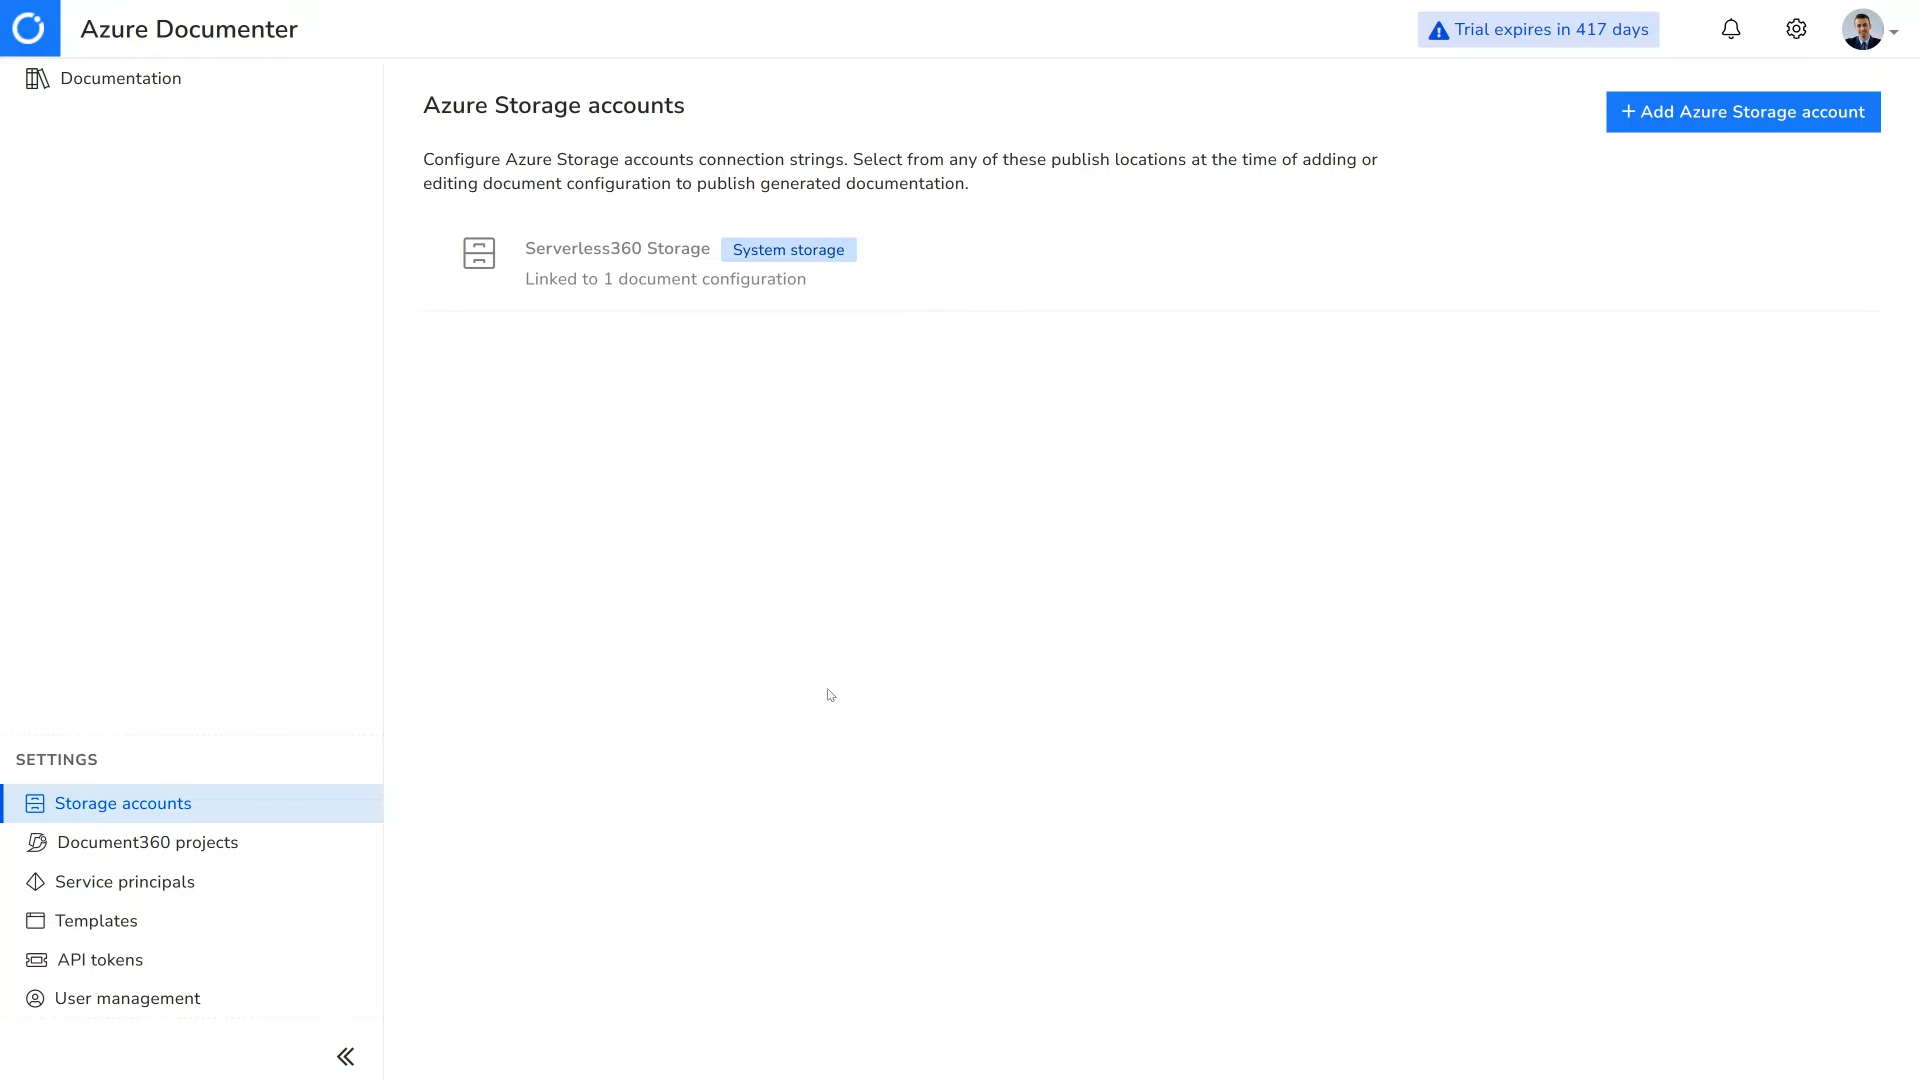 Azure Documenter
Trial expires in 417 days
Documentation
Azure Storage accounts
+ Add Azure Storage account
Configure Azure Storage accounts connection strings. Select from any of these publish locations at the time of adding or
editing document configuration to publish generated documentation.
Serverless360 Storage System storage
Linked to 1 document configuration
SETTINGS
Storage accounts
Document360 projects
Service principals
Templates
API tokens
User management